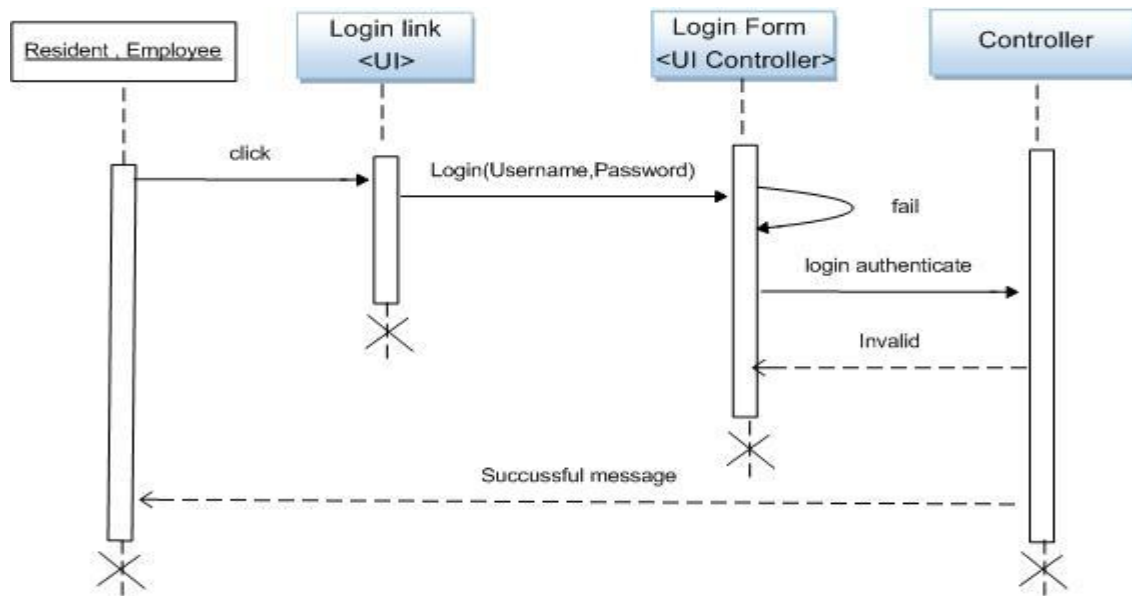 Resident , Employee
Login link
<UI>
Login Form
<UI Controller>
Controller
click
Login(Username,Password)
fail
login authenticate
Invalid
Succussful message